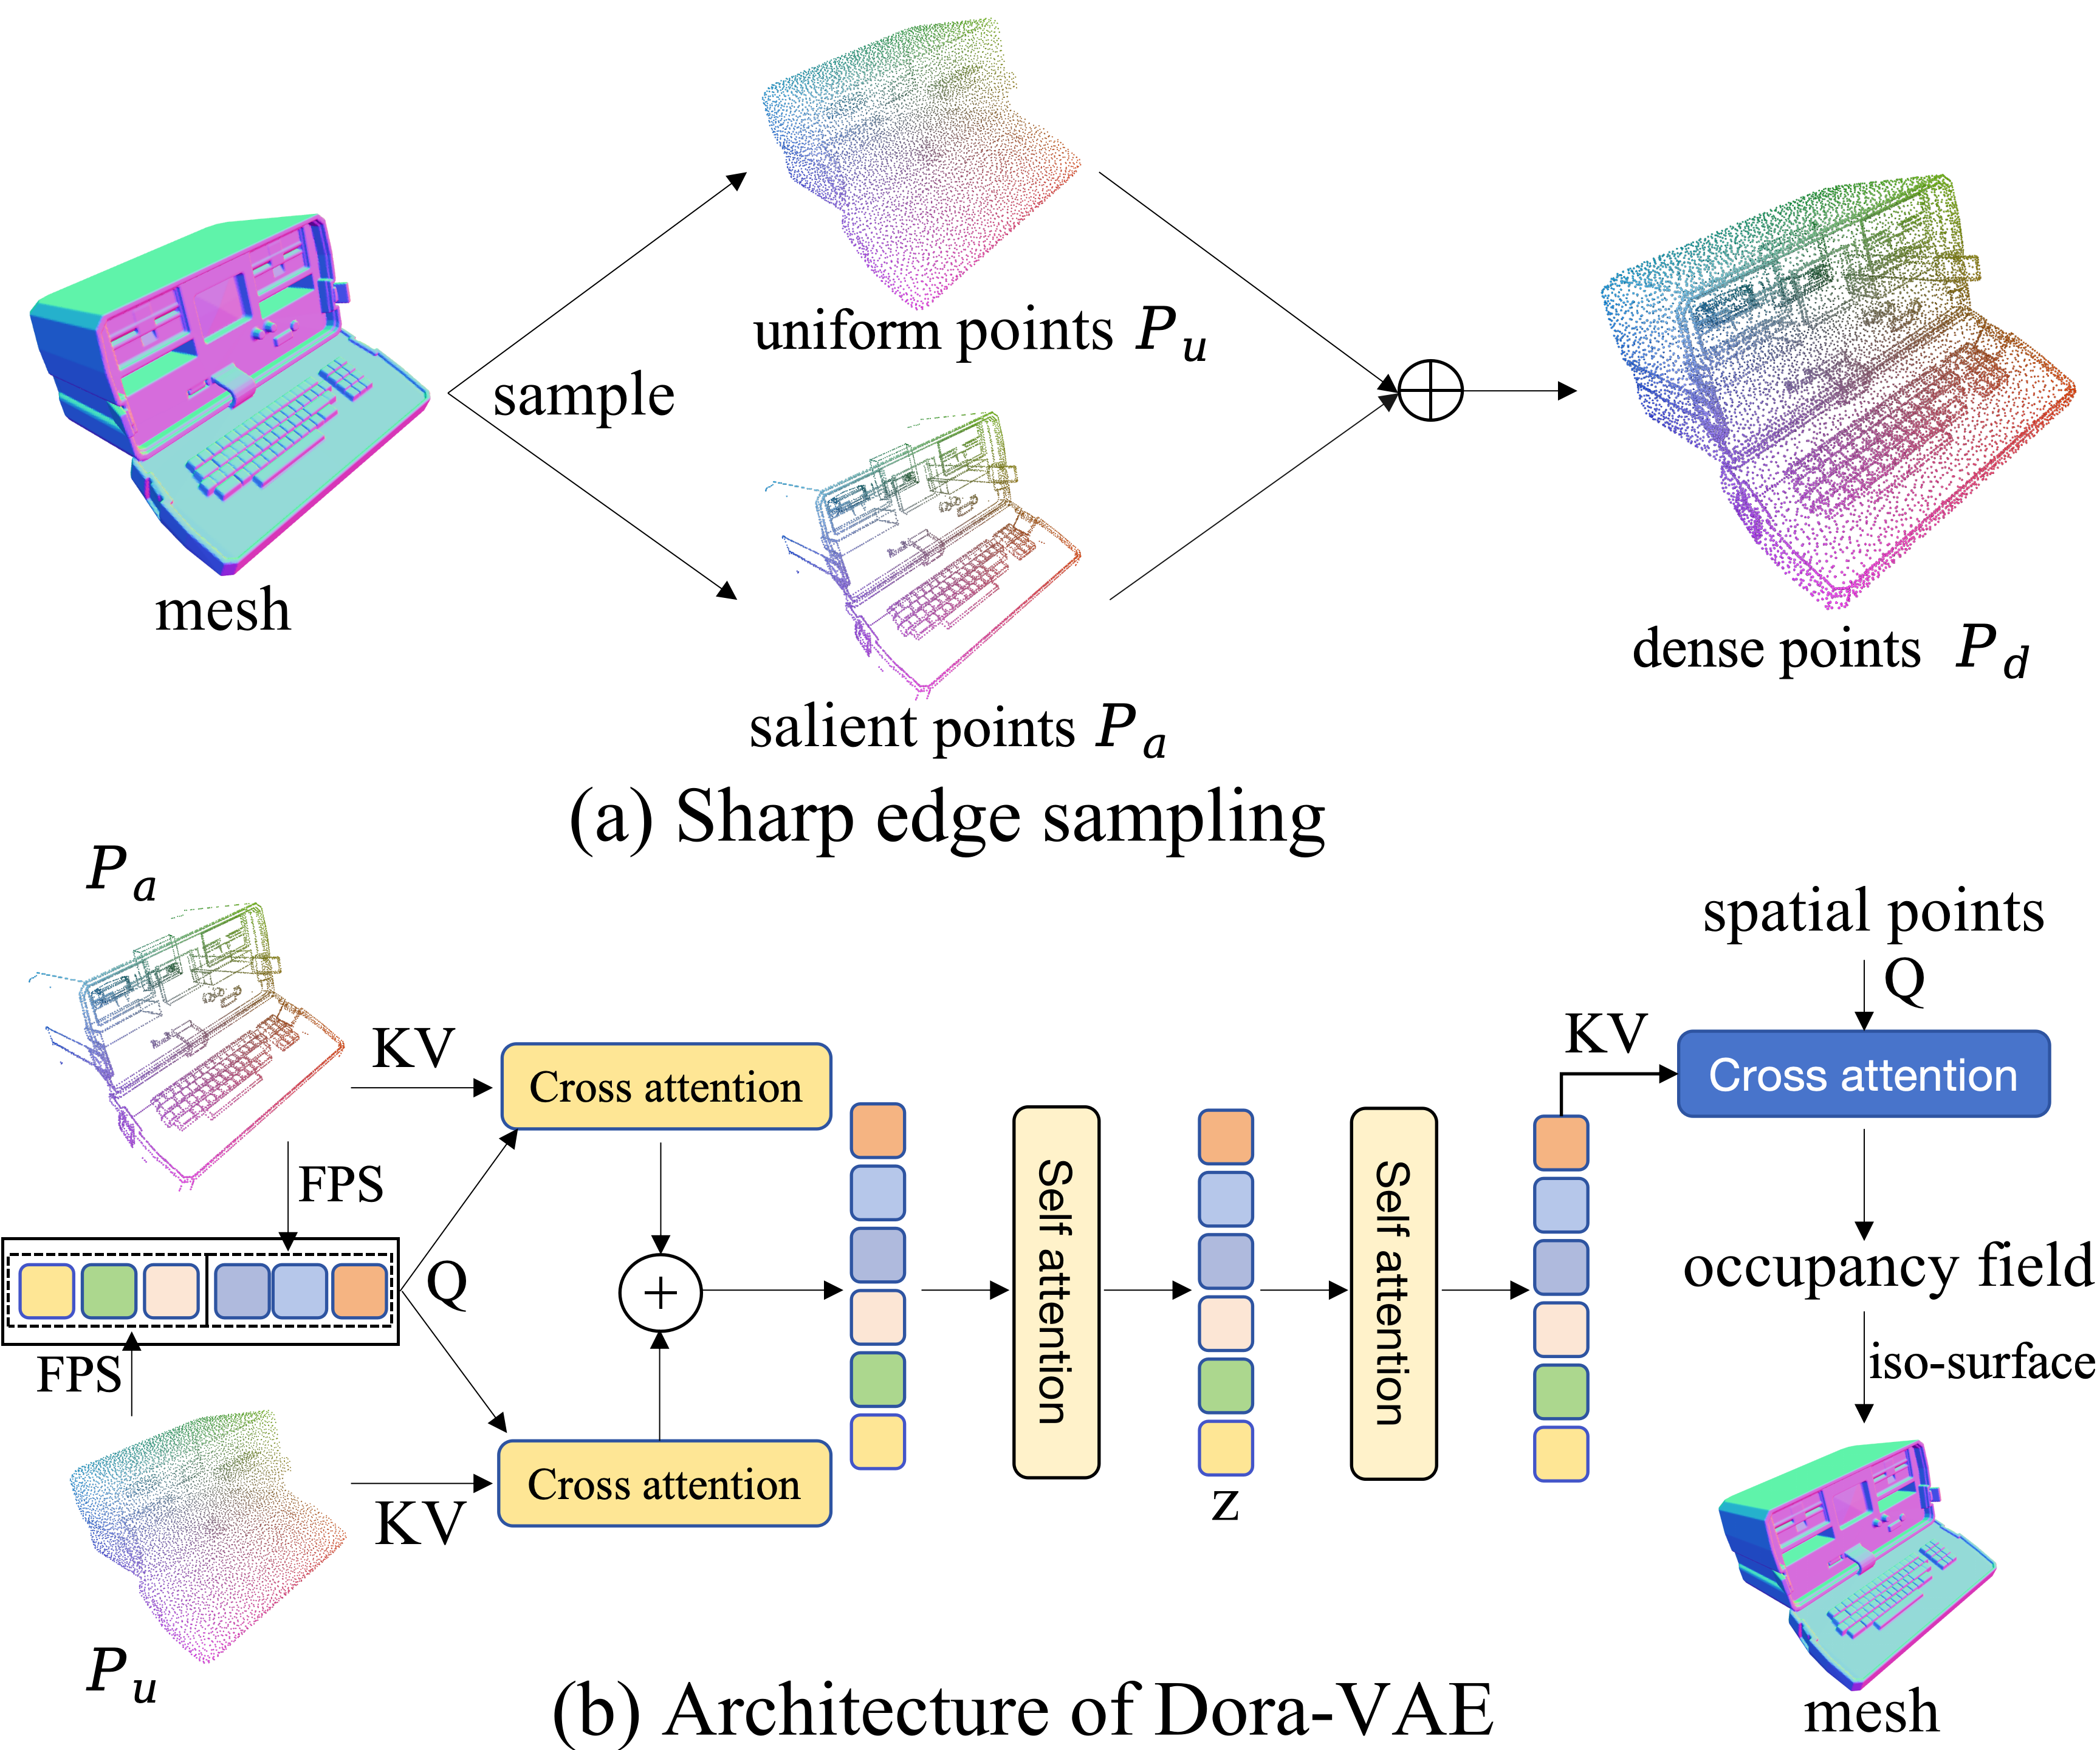 uniform points P_u
sample
mesh
salient points P_a
dense points P_d
(a) Sharp edge sampling
P_a
spatial points
Q
KV
KV
Cross attention
Cross attention
FPS
Self attention
Self attention
Q
+
occupancy field
FPS
iso-surface
Cross attention
KV
z
P_u
(b) Architecture of Dora-VAE
mesh